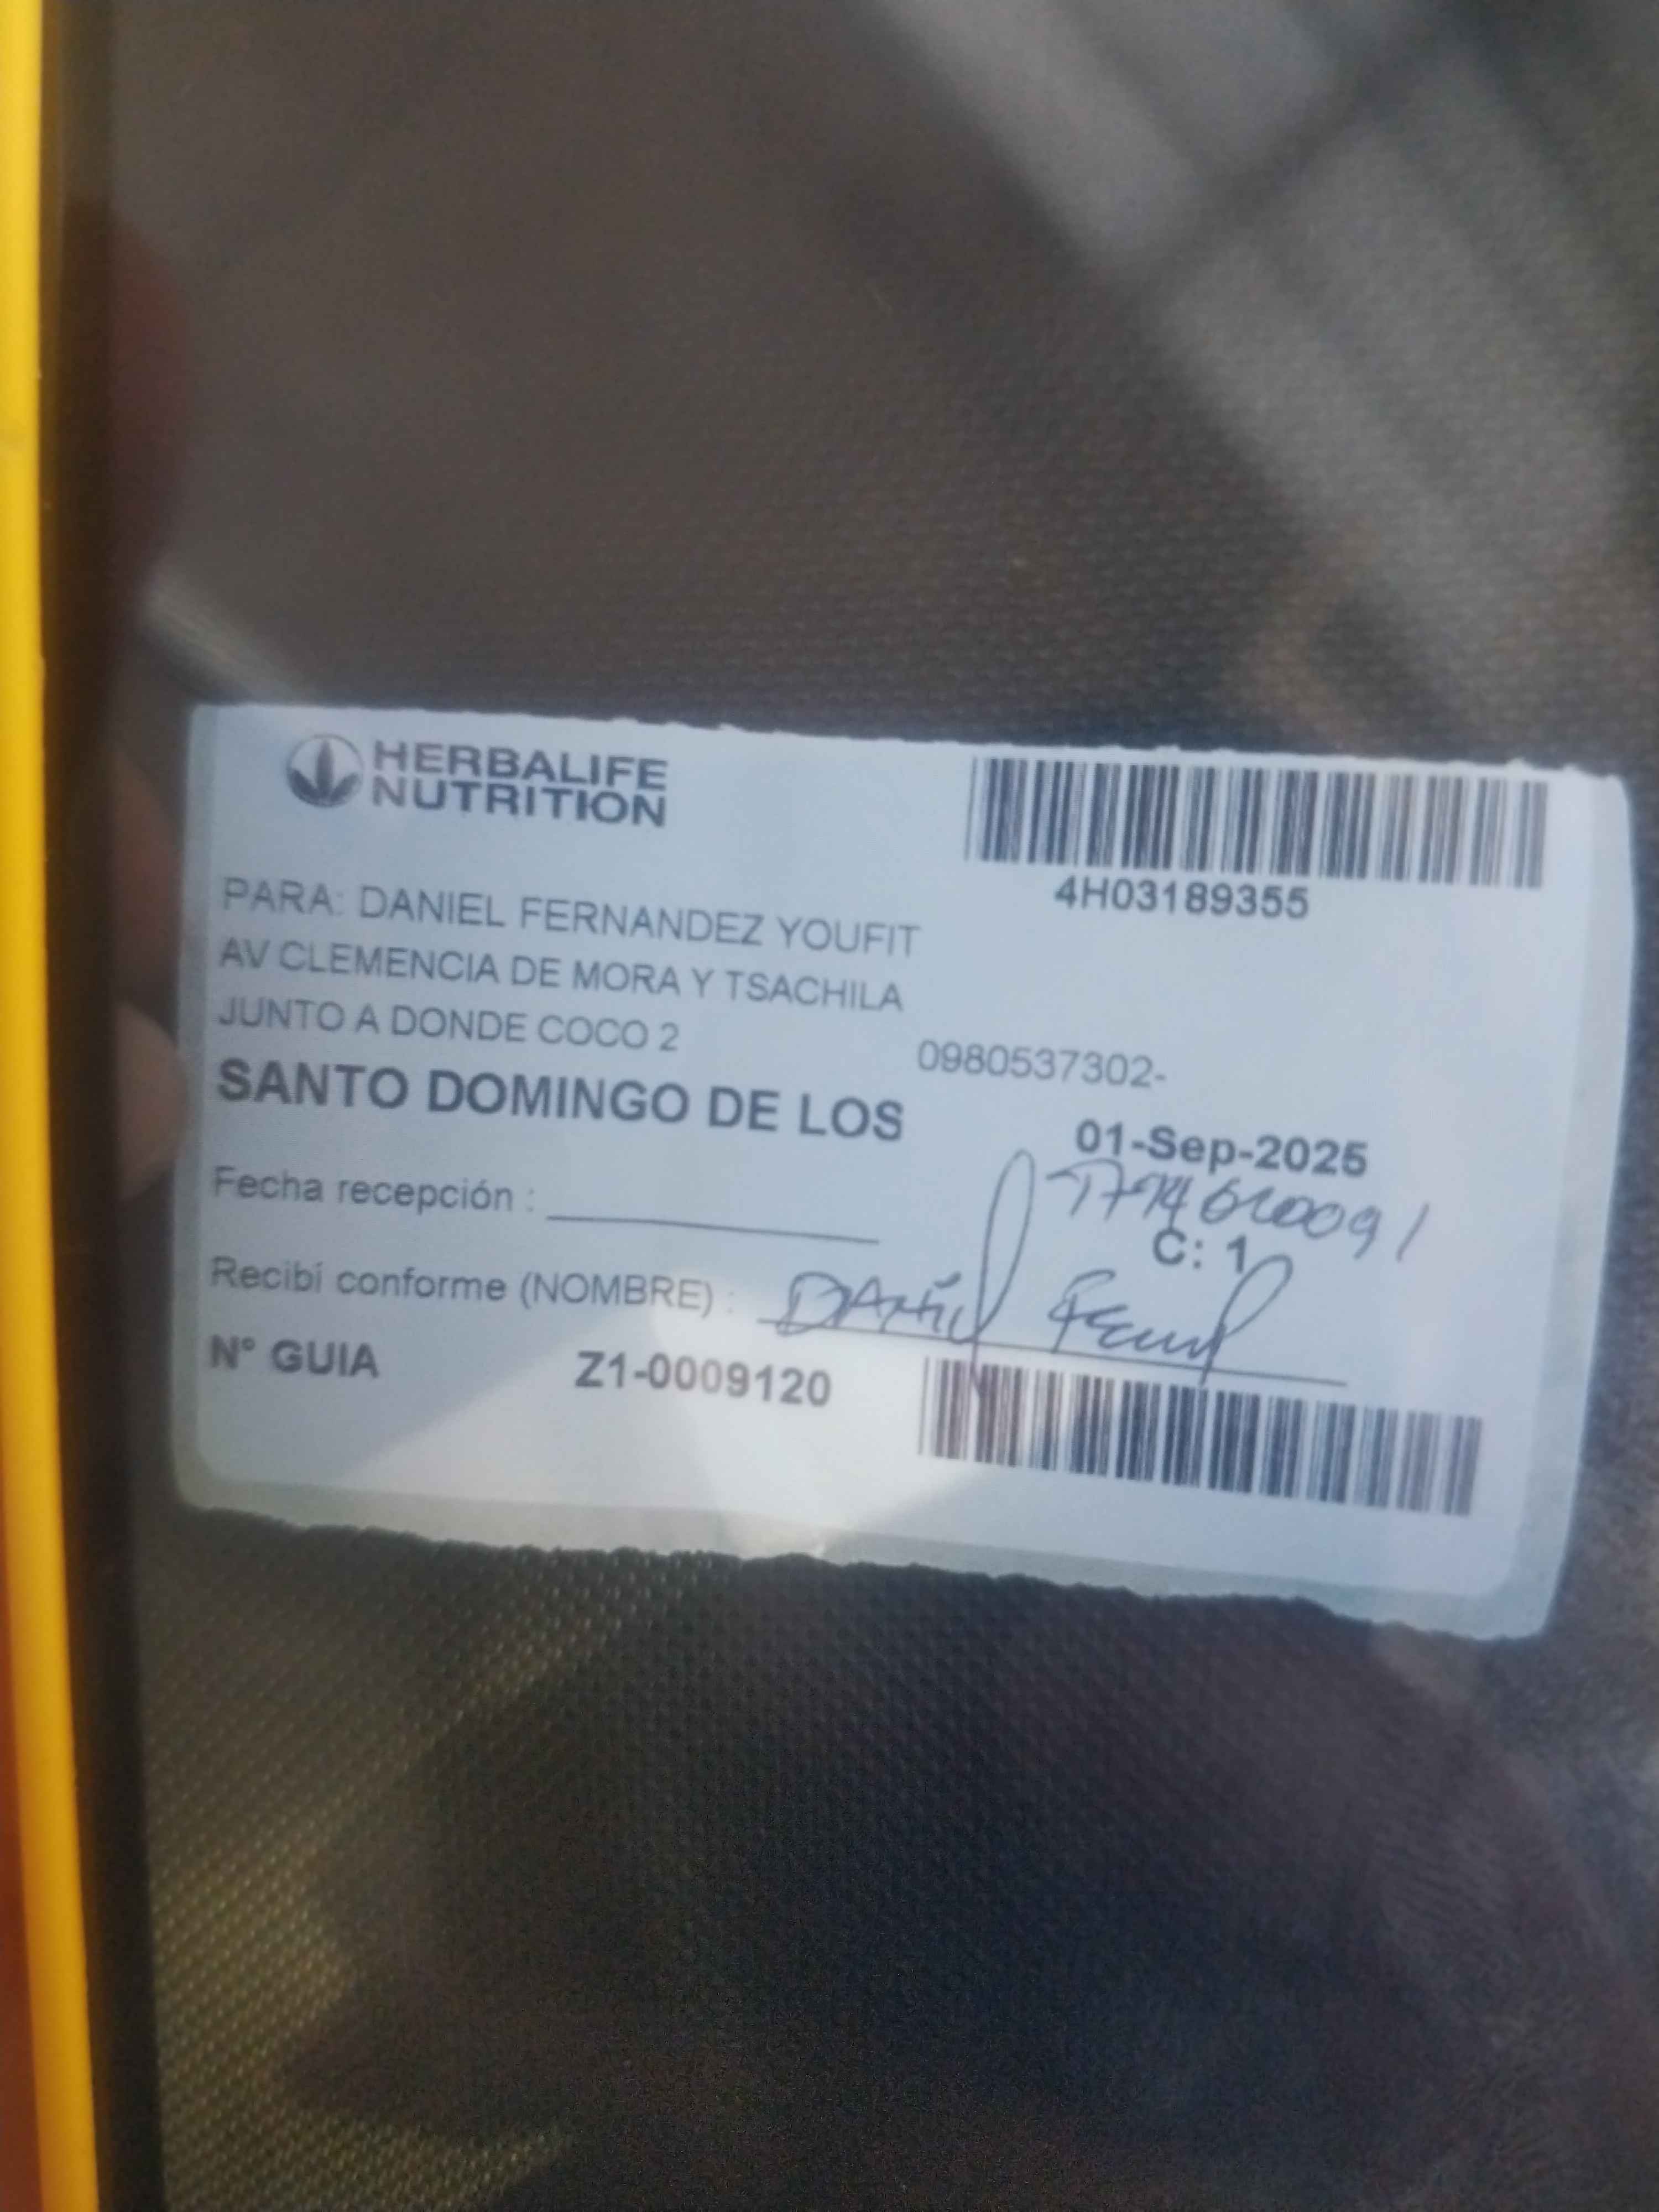 HERBALIFE
NUTRITION
4H03189355
PARA: DANIEL FERNANDEZ YOUFIT
AV CLEMENCIA DE MORA Y TSACHILA
JUNTO A DONDE COCO 2
0980537302-
SANTO DOMINGO DE LOS
01-Sep-2025
Fecha recepción :
C: 1
Recibí conforme (NOMBRE) : Daniel
N° GUIA Z1-0009120